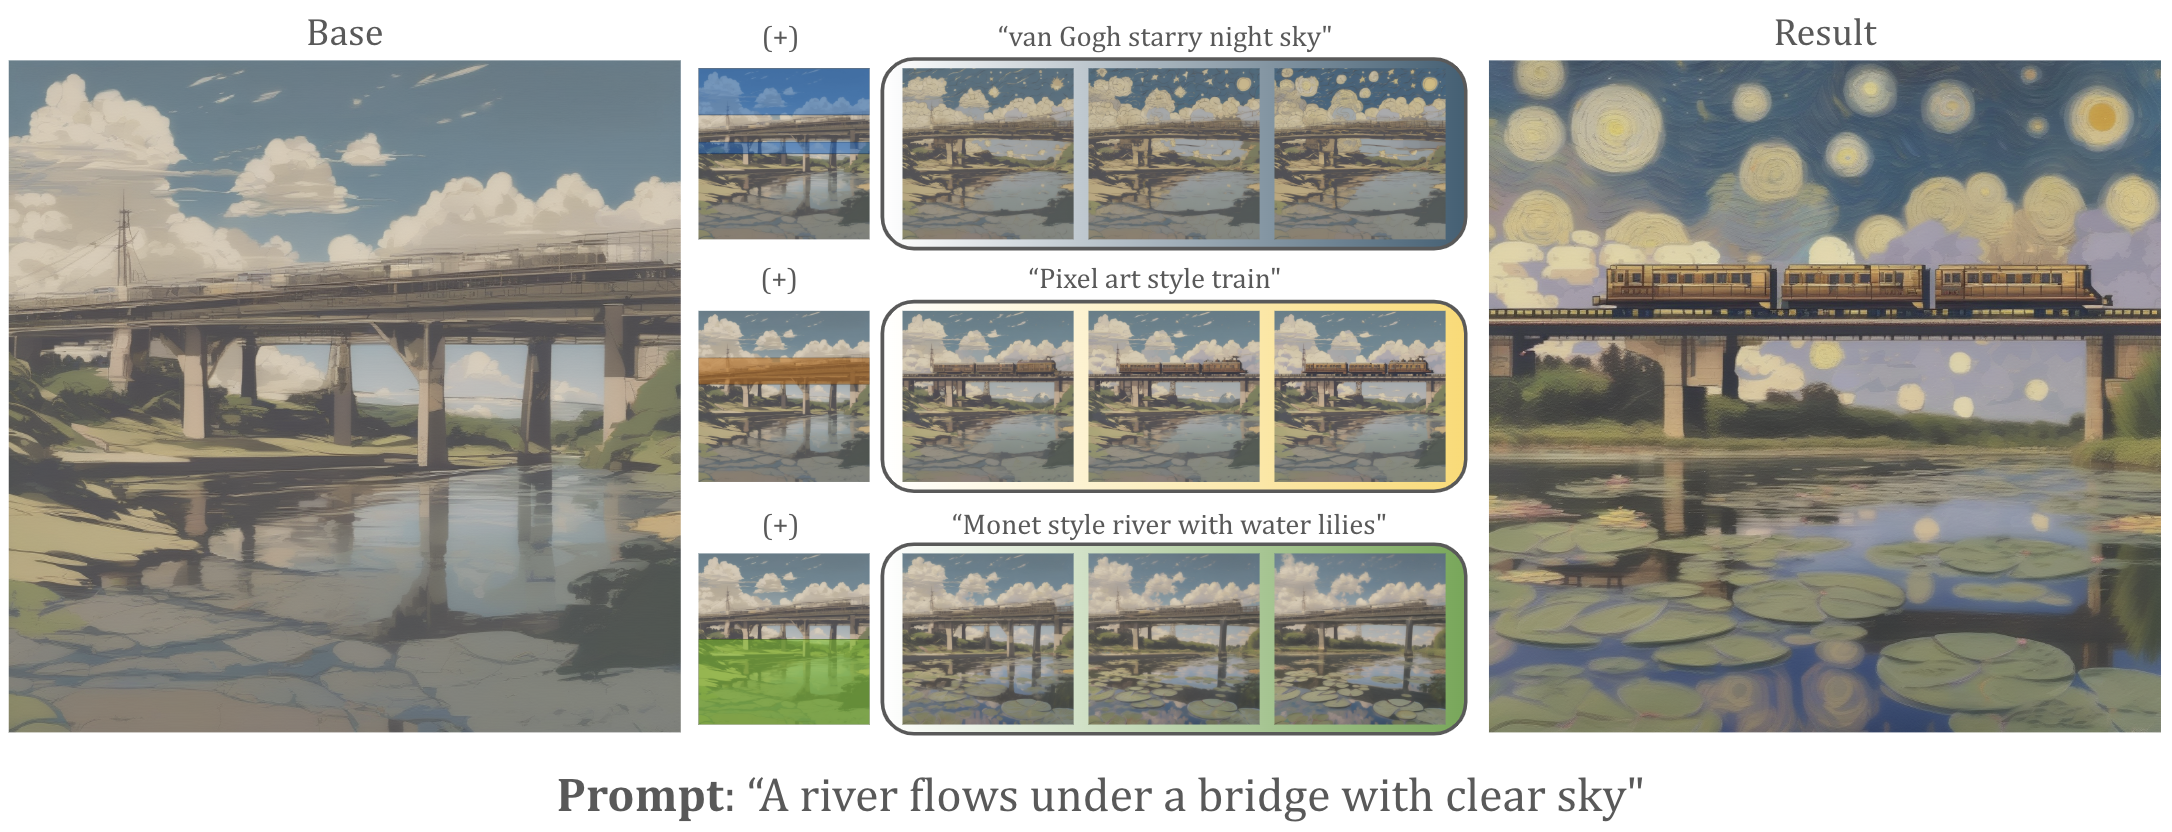 Base
(+)
“van Gogh starry night sky"
Result
(+)
“Pixel art style train"
(+)
“Monet style river with water lilies"
Prompt: “A river flows under a bridge with clear sky"